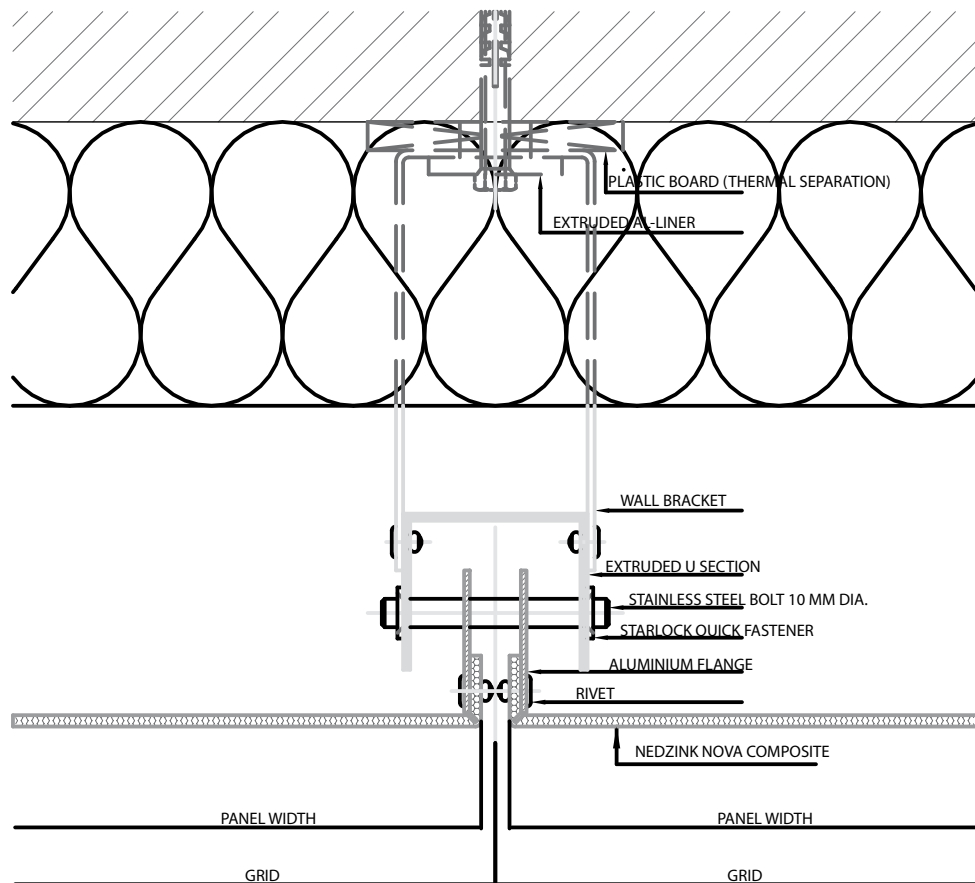 PLASTIC BOARD (THERMAL SEPARATION)
EXTRUDED AL-LINER
WALL BRACKET
EXTRUDED U SECTION
STAINLESS STEEL BOLT 10 MM DIA.
STARLOCK QUICK FASTENER
ALUMINIUM FLANGE
RIVET
NEDZINK NOVA COMPOSITE
PANEL WIDTH PANEL WIDTH
GRID GRID